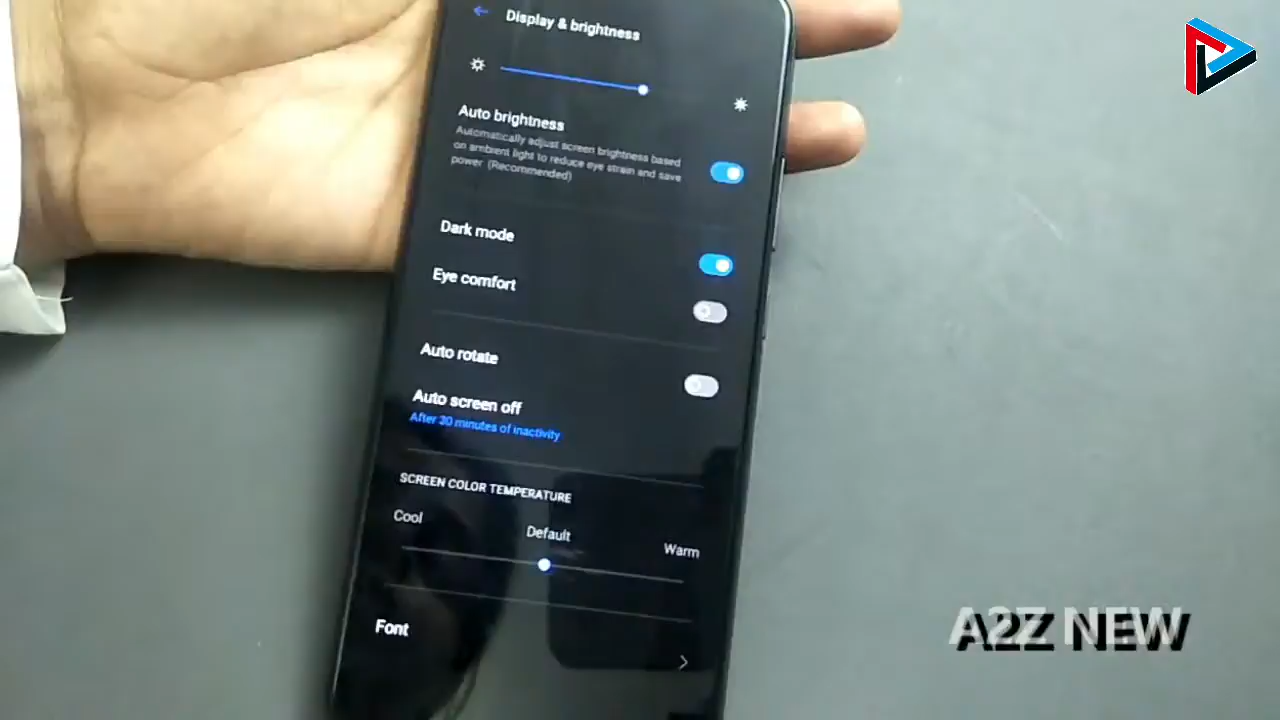 Display & brightness
Auto brightness
Automatically adjust screen brightness based
on ambient light to reduce eye strain and save
power (Recommended)
Dark mode
Eye comfort
Auto rotate
Auto screen off
After 30 minutes of inactivity
SCREEN COLOR TEMPERATURE
Cool
Default
Warm
Font
A2Z NEW